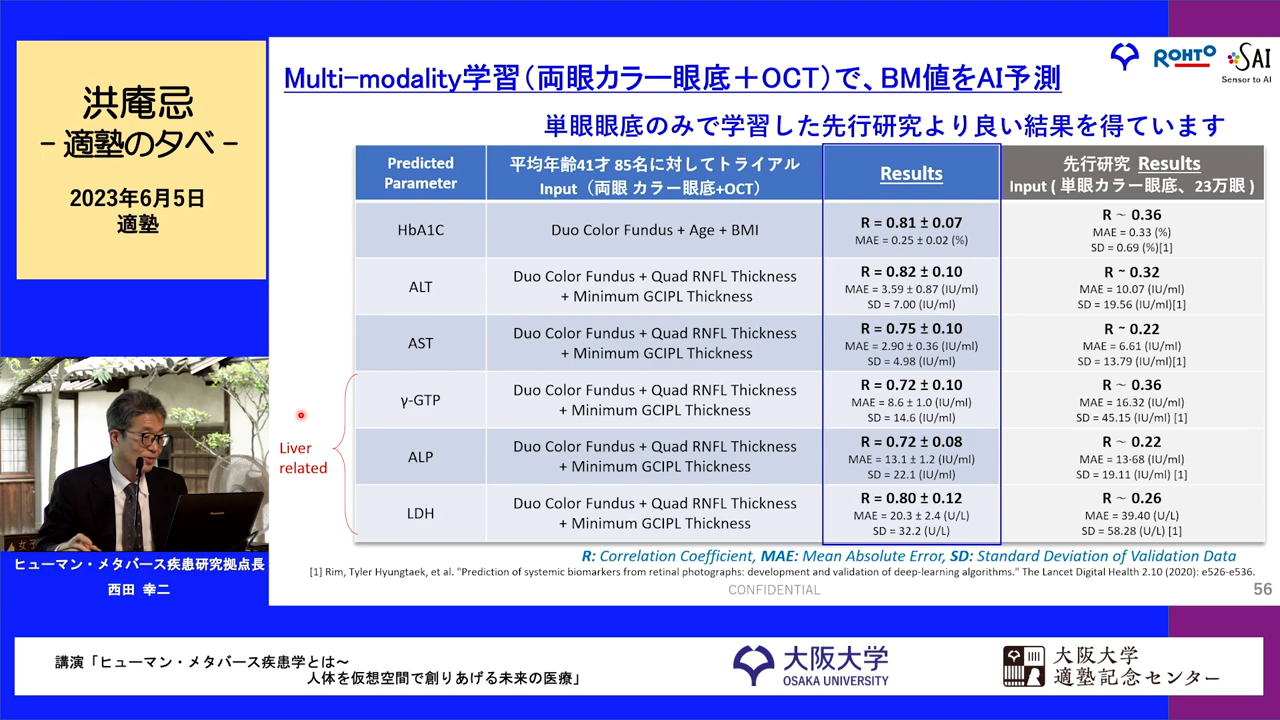 洪庵忌
- 適塾の夕べ -
2023年6月5日
適塾
ROHTO
SAI
Sensor to AI
Multi-modality学習（両眼カラー眼底＋OCT）で、BM値をAI予測
単眼眼底のみで学習した先行研究より良い結果を得ています
Predicted
Parameter
平均年齢41才 85名に対してトライアル
Input（両眼 カラー眼底+OCT）
Results
先行研究 Results
Input ( 単眼 カラー眼底、23万眼 )
HbA1C
Duo Color Fundus + Age + BMI
R = 0.81 ± 0.07
MAE = 0.25 ± 0.02 (%)
R ~ 0.36
MAE = 0.33 (%)
SD = 0.69 (%)[1]
ALT
Duo Color Fundus + Quad RNFL Thickness
+ Minimum GCIPL Thickness
R = 0.82 ± 0.10
MAE = 3.59 ± 0.87 (IU/ml)
SD = 7.00 (IU/ml)
R ~ 0.32
MAE = 10.07 (IU/ml)
SD = 19.56 (IU/ml)[1]
AST
Duo Color Fundus + Quad RNFL Thickness
+ Minimum GCIPL Thickness
R = 0.75 ± 0.10
MAE = 2.90 ± 0.36 (IU/ml)
SD = 4.98 (IU/ml)
R ~ 0.22
MAE = 6.61 (IU/ml)
SD = 13.79 (IU/ml)[1]
γ-GTP
Duo Color Fundus + Quad RNFL Thickness
+ Minimum GCIPL Thickness
R = 0.72 ± 0.10
MAE = 8.6 ± 1.0 (IU/ml)
SD = 14.6 (IU/ml)
R ~ 0.36
MAE = 16.32 (IU/ml)
SD = 45.15 (IU/ml) [1]
ALP
Duo Color Fundus + Quad RNFL Thickness
+ Minimum GCIPL Thickness
R = 0.72 ± 0.08
MAE = 13.1 ± 1.2 (IU/ml)
SD = 22.1 (IU/ml)
R ~ 0.22
MAE = 13-68 (IU/ml)
SD = 19.11 (IU/ml) [1]
LDH
Duo Color Fundus + Quad RNFL Thickness
+ Minimum GCIPL Thickness
R = 0.80 ± 0.12
MAE = 20.3 ± 2.4 (U/L)
SD = 32.2 (U/L)
R ~ 0.26
MAE = 39.40 (U/L)
SD = 58.28 (U/L) [1]
Liver
related
R: Correlation Coefficient, MAE: Mean Absolute Error, SD: Standard Deviation of Validation Data
[1] Rim, Tyler Hyungtaek, et al. "Prediction of systemic biomarkers from retinal photographs: development and validation of deep-learning algorithms." The Lancet Digital Health 2.10 (2020): e526-e536.
CONFIDENTIAL
56
ヒューマン・メタバース疾患研究拠点長
西田 幸二
講演「ヒューマン・メタバース疾患学とは～
人体を仮想空間で創りあげる未来の医療」
大阪大学
OSAKA UNIVERSITY
大阪大学
適塾記念センター